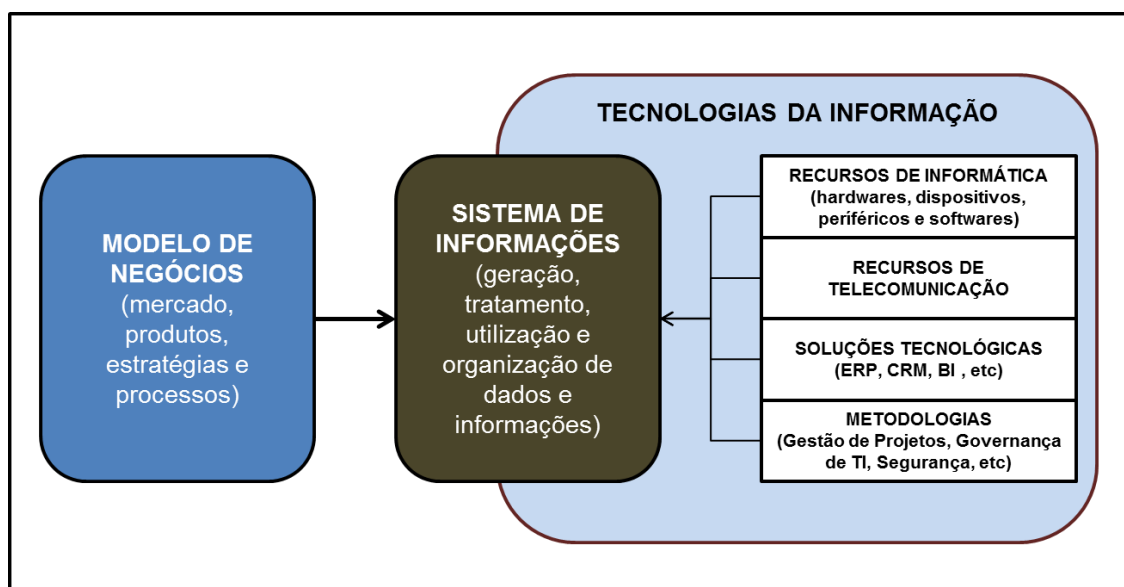 TECNOLOGIAS DA INFORMAÇÃO
MODELO DE
NEGÓCIOS
(mercado,
produtos,
estratégias e
processos)
SISTEMA DE
INFORMAÇÕES
(geração,
tratamento,
utilização e
organização de
dados e
informações)
RECURSOS DE INFORMÁTICA
(hardwares, dispositivos,
periféricos e softwares)
RECURSOS DE
TELECOMUNICAÇÃO
SOLUÇÕES TECNOLÓGICAS
(ERP, CRM, BI , etc)
METODOLOGIAS
(Gestão de Projetos, Governança
de TI, Segurança, etc)